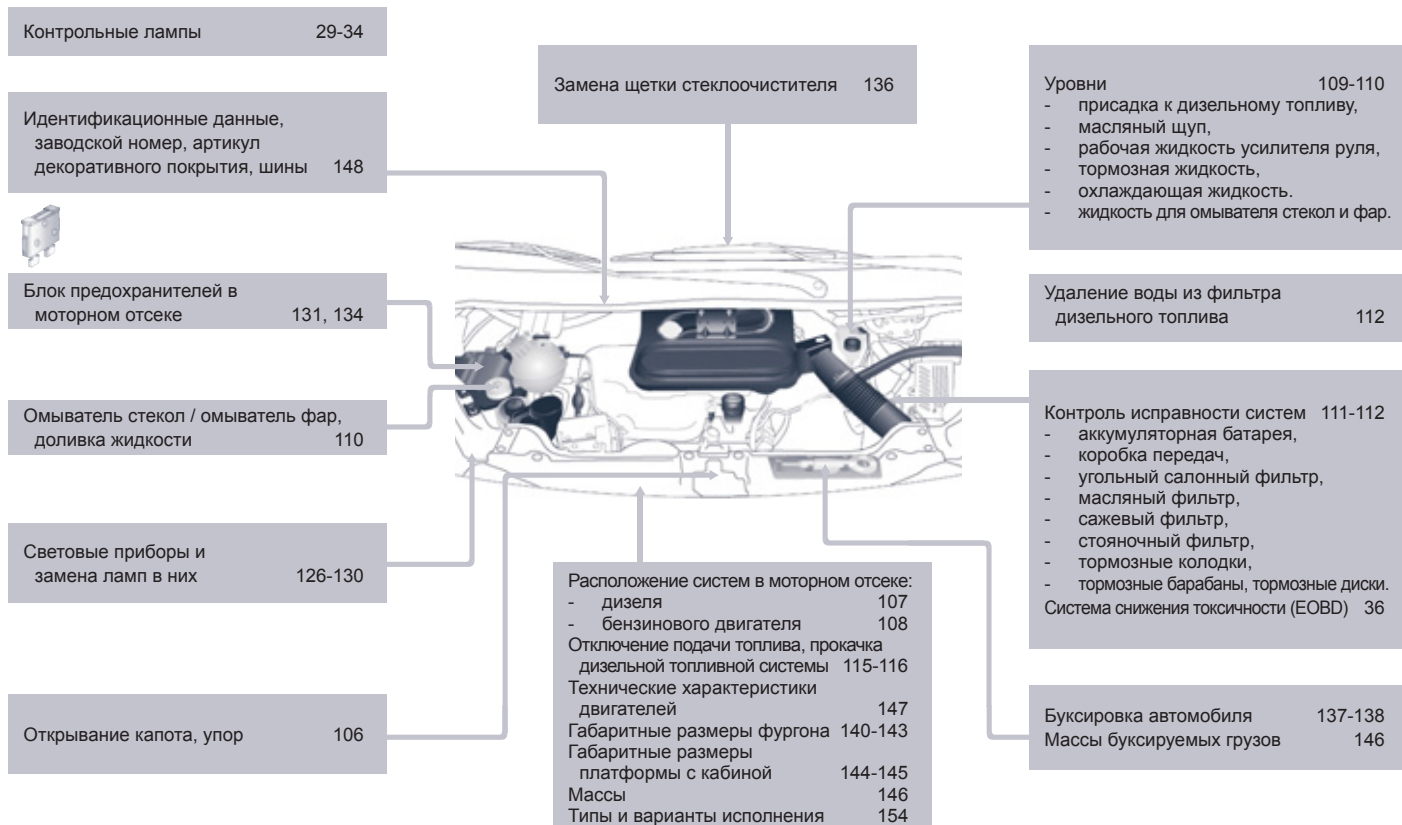 Контрольные лампы 29-34
Идентификационные данные,
заводской номер, артикул
декоративного покрытия, шины 148
Блок предохранителей в
моторном отсеке 131, 134
Омыватель стекол / омыватель фар,
доливка жидкости 110
Световые приборы и
замена ламп в них 126-130
Открывание капота, упор 106
Замена щетки стеклоочистителя 136
Расположение систем в моторном отсеке:
- дизеля 107
- бензинового двигателя 108
Отключение подачи топлива, прокачка
дизельной топливной системы 115-116
Технические характеристики
двигателей 147
Габаритные размеры фургона 140-143
Габаритные размеры
платформы с кабиной 144-145
Массы 146
Типы и варианты исполнения 154
Уровни 109-110
- присадка к дизельному топливу,
- масляный щуп,
- рабочая жидкость усилителя руля,
- тормозная жидкость,
- охлаждающая жидкость.
- жидкость для омывателя стекол и фар.
Удаление воды из фильтра
дизельного топлива 112
Контроль исправности систем 111-112
- аккумуляторная батарея,
- коробка передач,
- угольный салонный фильтр,
- масляный фильтр,
- сажевый фильтр,
- стояночный фильтр,
- тормозные колодки,
- тормозные барабаны, тормозные диски.
Система снижения токсичности (EOBD) 36
Буксировка автомобиля 137-138
Массы буксируемых грузов 146